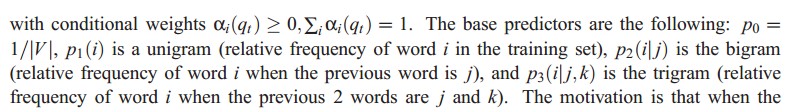 with conditional weights αᵢ(qₜ) ≥ 0, ∑ᵢ αᵢ(qₜ) = 1. The base predictors are the following: p₀ =
1/|V|, p₁(i) is a unigram (relative frequency of word i in the training set), p₂(i|j) is the bigram
(relative frequency of word i when the previous word is j), and p₃(i|j,k) is the trigram (relative
frequency of word i when the previous 2 words are j and k). The motivation is that when the